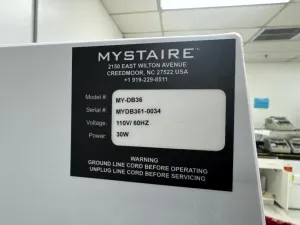 MYSTAIRE™
2150 EAST WILTON AVENUE
CREEDMOOR, NC 27522 USA
+1 919-229-8511
Model#: MY-DB36
Serial#: MYDB361-0034
Voltage: 110V/ 60HZ
Power: 30W
WARNING
GROUND LINE CORD BEFORE OPERATING
UNPLUG LINE CORD BEFORE SERVICING